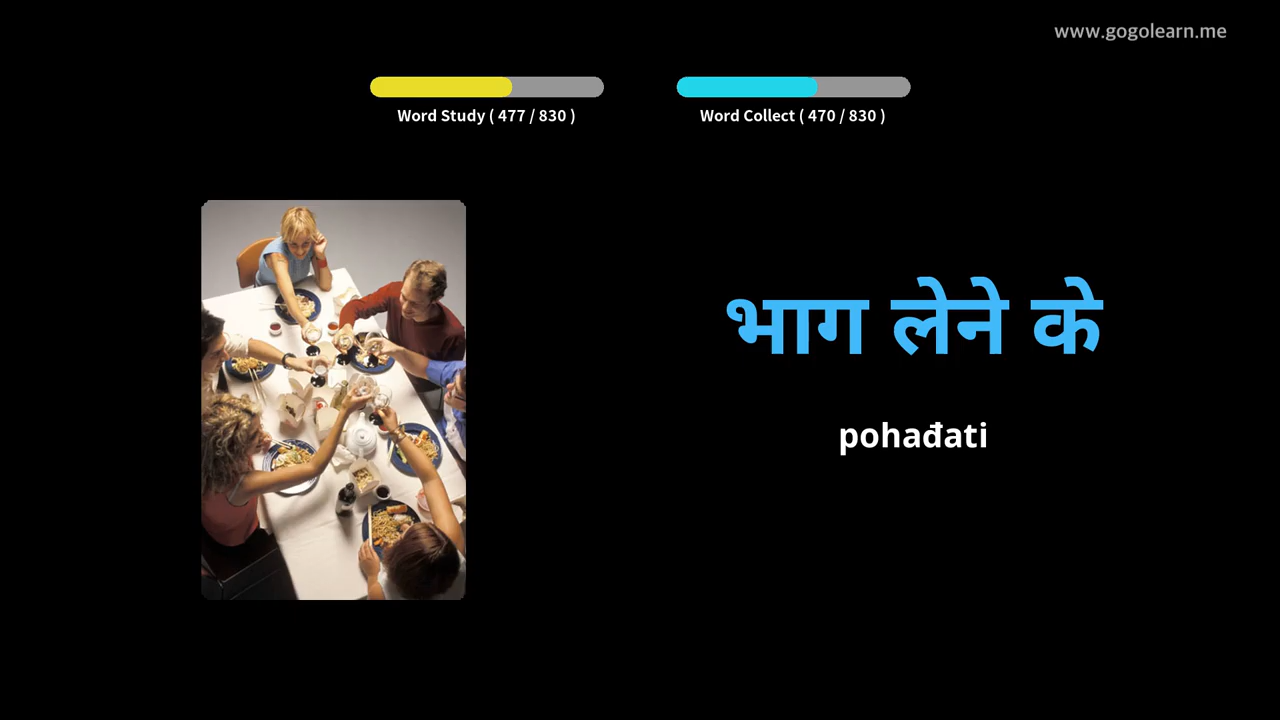 www.gogolearn.me
Word Study ( 477 / 830 )
Word Collect ( 470 / 830 )
भाग लेने के
pohađati